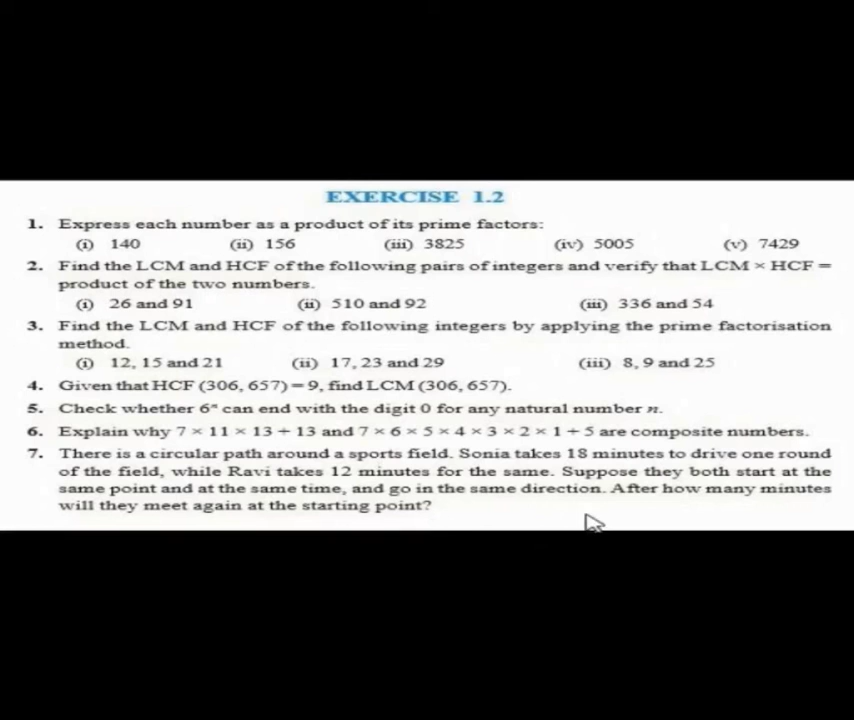 EXERCISE 1.2
1. Express each number as a product of its prime factors:
(i) 140 (ii) 156 (iii) 3825 (iv) 5005 (v) 7429
2. Find the LCM and HCF of the following pairs of integers and verify that LCM × HCF =
product of the two numbers.
(i) 26 and 91 (ii) 510 and 92 (iii) 336 and 54
3. Find the LCM and HCF of the following integers by applying the prime factorisation
method.
(i) 12, 15 and 21 (ii) 17, 23 and 29 (iii) 8, 9 and 25
4. Given that HCF (306, 657) = 9, find LCM (306, 657).
5. Check whether 6ⁿ can end with the digit 0 for any natural number n.
6. Explain why 7 × 11 × 13 + 13 and 7 × 6 × 5 × 4 × 3 × 2 × 1 + 5 are composite numbers.
7. There is a circular path around a sports field. Sonia takes 18 minutes to drive one round
of the field, while Ravi takes 12 minutes for the same. Suppose they both start at the
same point and at the same time, and go in the same direction. After how many minutes
will they meet again at the starting point?